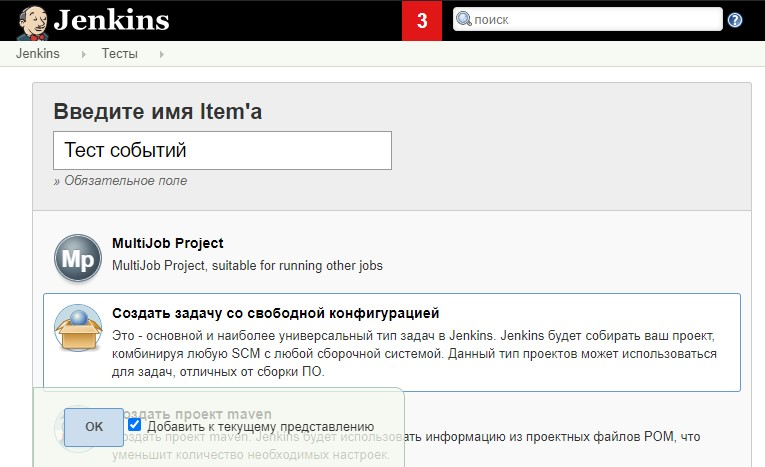 Jenkins
3
поиск
Jenkins
Тесты
Введите имя Item'a
Тест событий
» Обязательное поле
Mp
MultiJob Project
MultiJob Project, suitable for running other jobs
Создать задачу со свободной конфигурацией
Это - основной и наиболее универсальный тип задач в Jenkins. Jenkins будет собирать ваш проект,
комбинируя любую SCM с любой сборочной системой. Данный тип проектов может использоваться
для задач, отличных от сборки ПО.
Создать проект maven
OK
Добавить к текущему представлению
Создать проект maven. Jenkins будет использовать информацию из проектных файлов POM, что
уменьшит количество необходимых настроек.